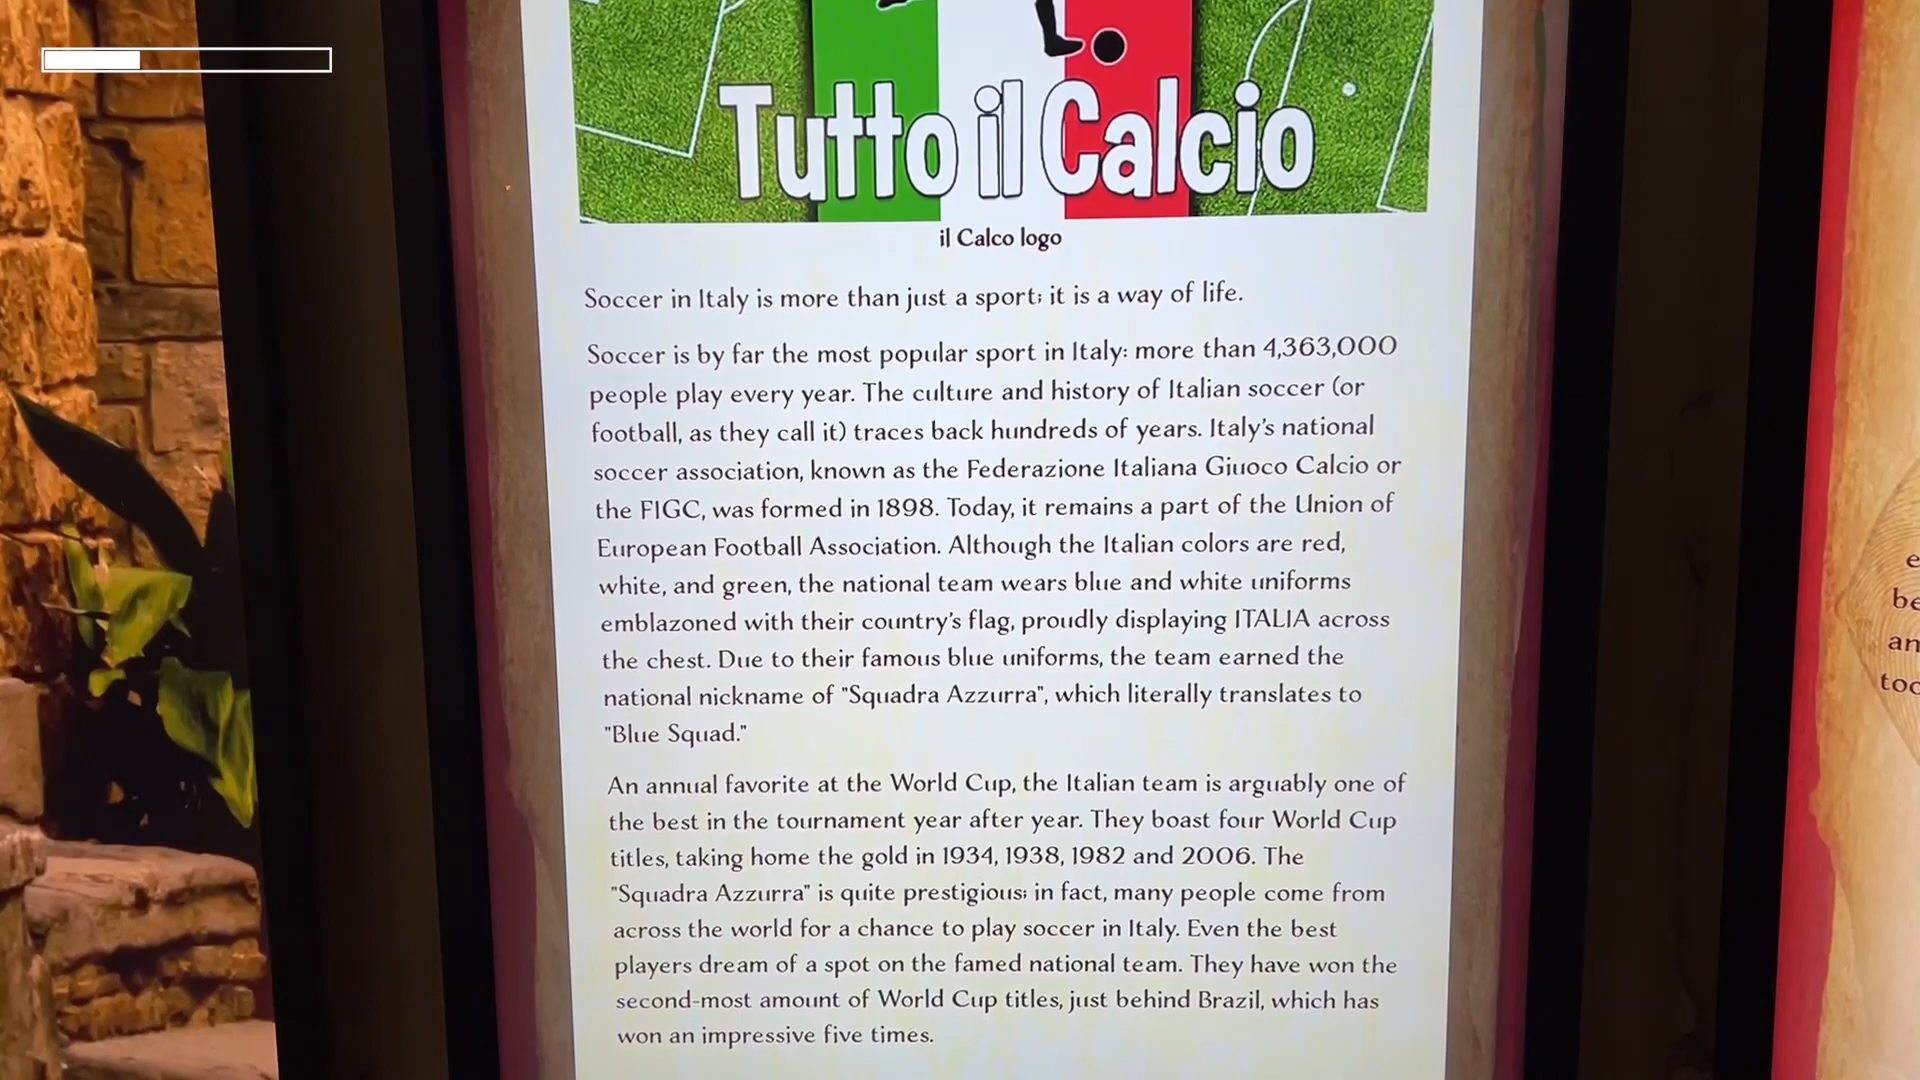 Tutto il Calcio
il Calco logo
Soccer in Italy is more than just a sport; it is a way of life.
Soccer is by far the most popular sport in Italy: more than 4,363,000
people play every year. The culture and history of Italian soccer (or
football, as they call it) traces back hundreds of years. Italy's national
soccer association, known as the Federazione Italiana Giuoco Calcio or
the FIGC, was formed in 1898. Today, it remains a part of the Union of
European Football Association. Although the Italian colors are red,
white, and green, the national team wears blue and white uniforms
emblazoned with their country's flag, proudly displaying ITALIA across
the chest. Due to their famous blue uniforms, the team earned the
national nickname of "Squadra Azzurra", which literally translates to
"Blue Squad."
An annual favorite at the World Cup, the Italian team is arguably one of
the best in the tournament year after year. They boast four World Cup
titles, taking home the gold in 1934, 1938, 1982 and 2006. The
"Squadra Azzurra" is quite prestigious; in fact, many people come from
across the world for a chance to play soccer in Italy. Even the best
players dream of a spot on the famed national team. They have won the
second-most amount of World Cup titles, just behind Brazil, which has
won an impressive five times.